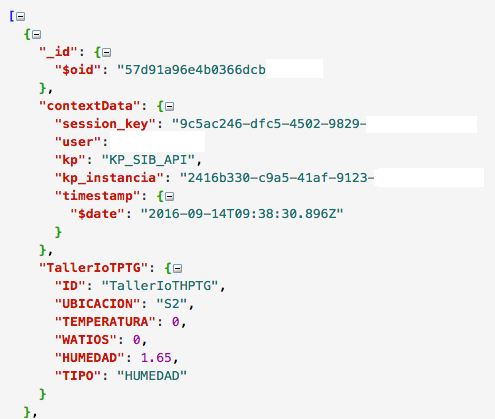 [
{
"_id": {
"$oid": "57d91a96e4b0366dcb
},
"contextData": {
"session_key": "9c5ac246-dfc5-4502-9829-
"user":
"kp": "KP_SIB_API",
"kp_instancia": "2416b330-c9a5-41af-9123-
"timestamp": {
"$date": "2016-09-14T09:38:30.896Z"
}
},
"TallerIoTPTG": {
"ID": "TallerIoTHPTG",
"UBICACION": "S2",
"TEMPERATURA": 0,
"WATIOS": 0,
"HUMEDAD": 1.65,
"TIPO": "HUMEDAD"
}
},